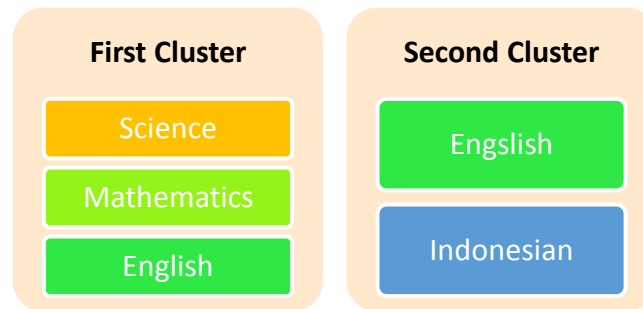 First Cluster
Science
Mathematics
English
Second Cluster
Engslish
Indonesian